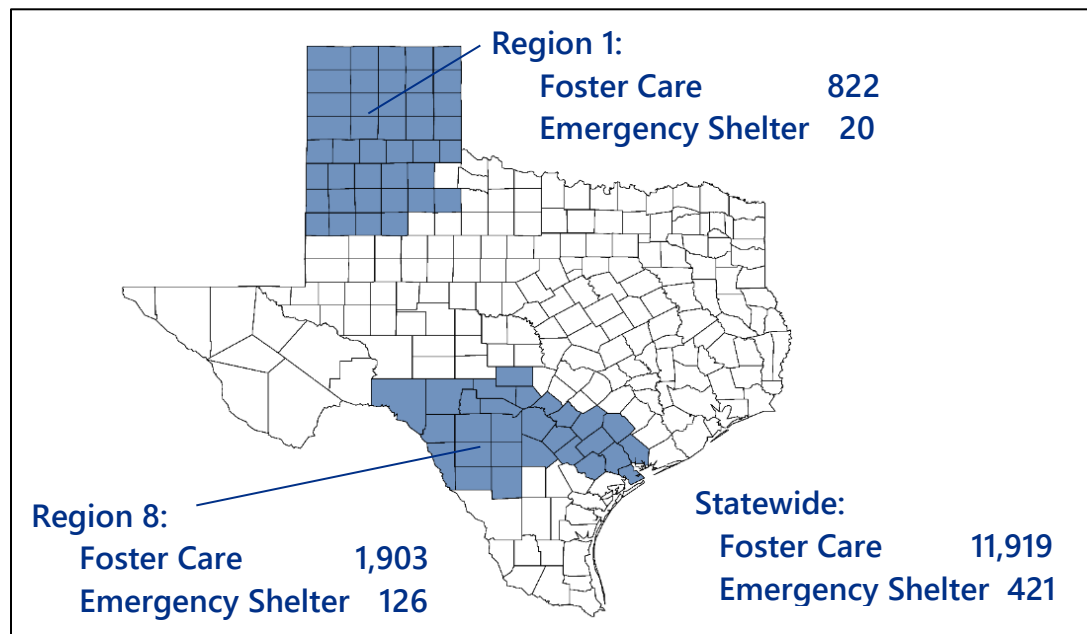 Region 1:
Foster Care 822
Emergency Shelter 20
Region 8:
Foster Care 1,903
Emergency Shelter 126
Statewide:
Foster Care 11,919
Emergency Shelter 421